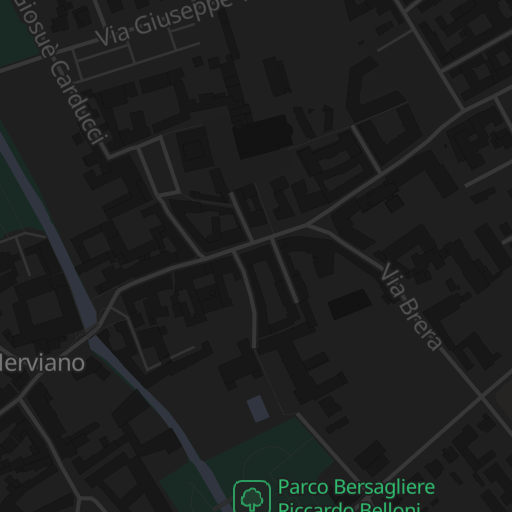 Via Giuseppe
Giosuè Carducci
Via Brera
Nerviano
Parco Bersagliere
Riccardo Belloni